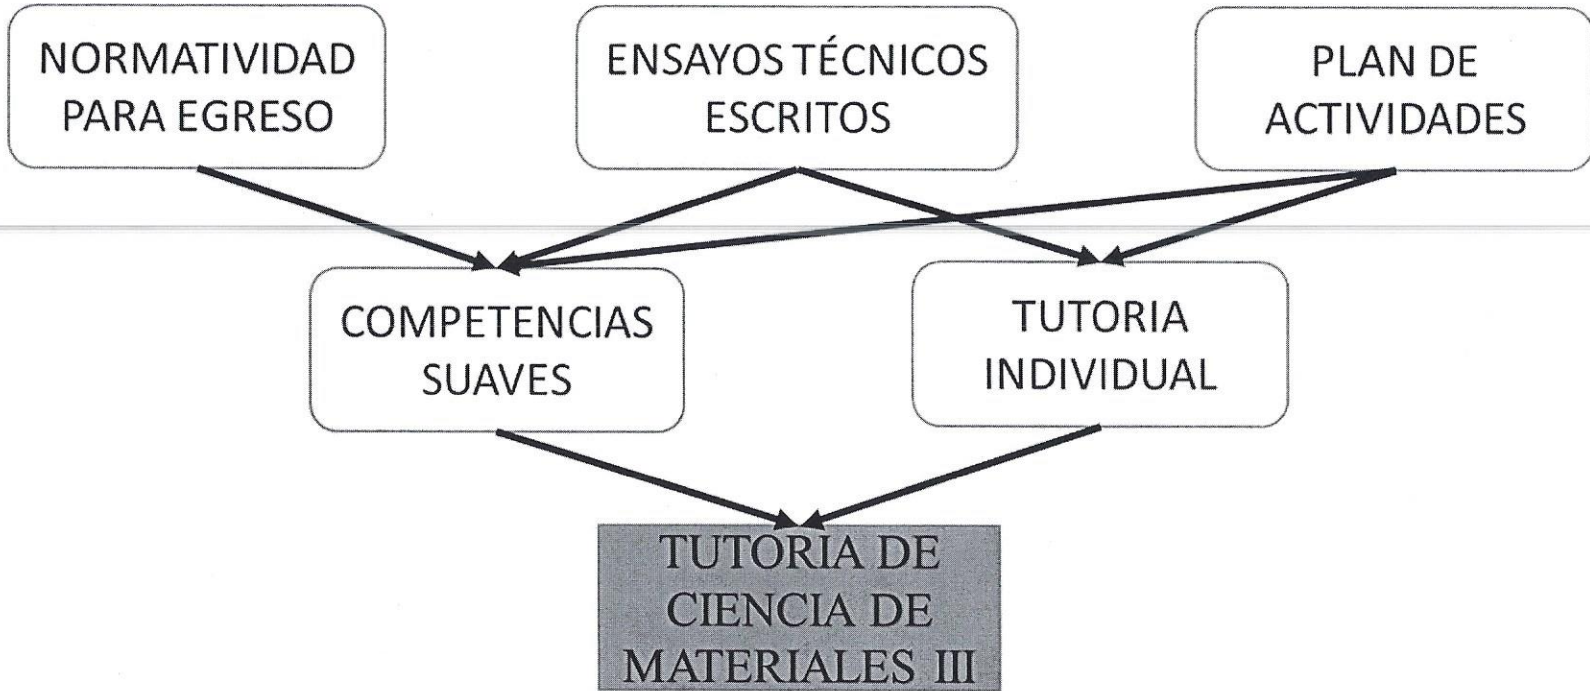 NORMATIVIDAD
PARA EGRESO
ENSAYOS TÉCNICOS
ESCRITOS
PLAN DE
ACTIVIDADES
COMPETENCIAS
SUAVES
TUTORIA
INDIVIDUAL
TUTORIA DE
CIENCIA DE
MATERIALES III